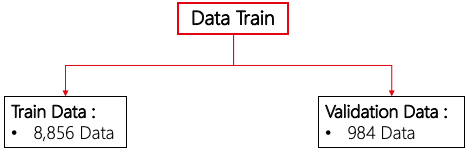 Data Train
Train Data :
• 8,856 Data
Validation Data :
• 984 Data